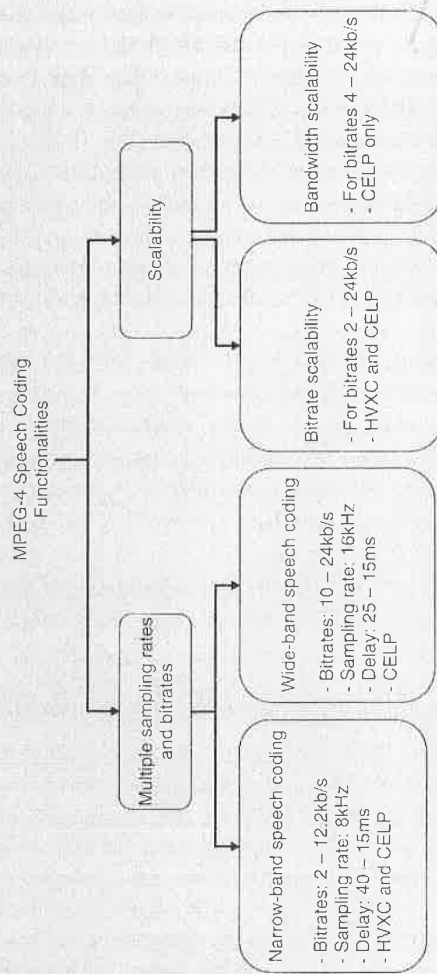 MPEG-4 Speech Coding
Functionalities
Multiple sampling rates
and bitrates
Scalability
Narrow-band speech coding
- Bitrates: 2 – 12.2kb/s
- Sampling rate: 8kHz
- Delay: 40 – 15ms
- HVXC and CELP
Wide-band speech coding
- Bitrates: 10 – 24kb/s
- Sampling rate: 16kHz
- Delay: 25 – 15ms
- CELP
Bitrate scalability
- For bitrates 2 – 24kb/s
- HVXC and CELP
Bandwidth scalability
- For bitrates 4 – 24kb/s
- CELP only